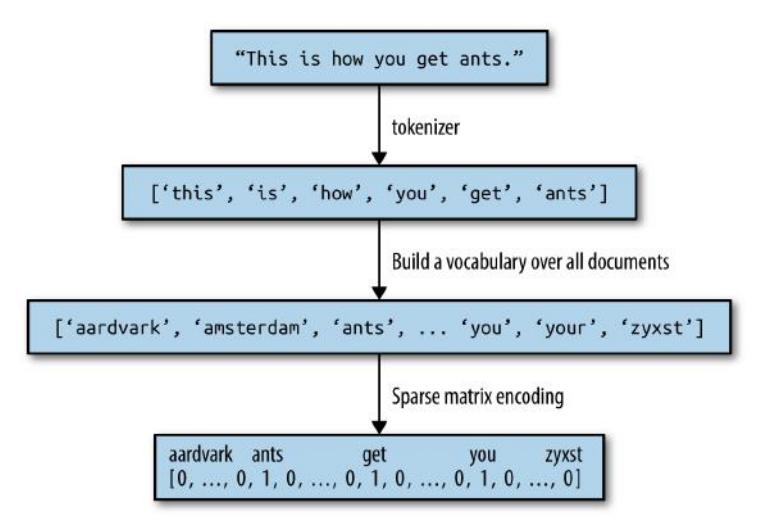 “This is how you get ants.”
tokenizer
[‘this’, ‘is’, ‘how’, ‘you’, ‘get’, ‘ants’]
Build a vocabulary over all documents
[‘aardvark’, ‘amsterdam’, ‘ants’, ... ‘you’, ‘your’, ‘zyxst’]
Sparse matrix encoding
aardvark ants get you zyxst
[0, …, 0, 1, 0, …, 0, 1, 0, …, 0, 1, 0, …, 0]